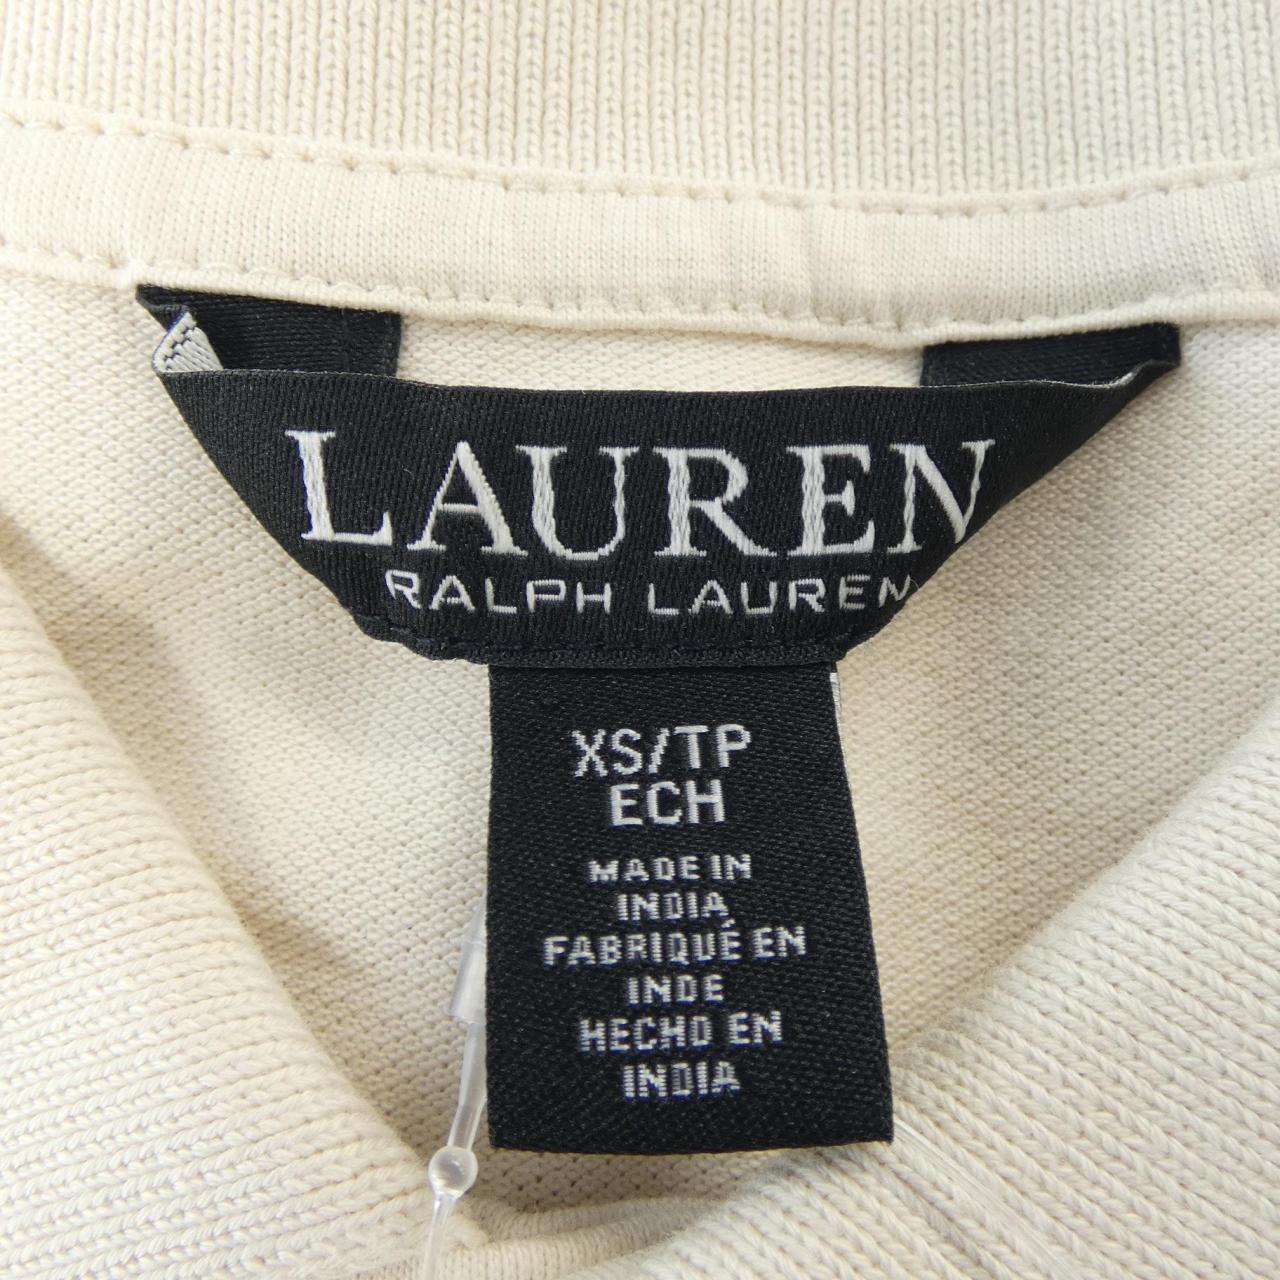 LAUREN
RALPH LAUREN
XS/TP
ECH
MADE IN
INDIA
FABRIQUÉ EN
INDE
HECHO EN
INDIA